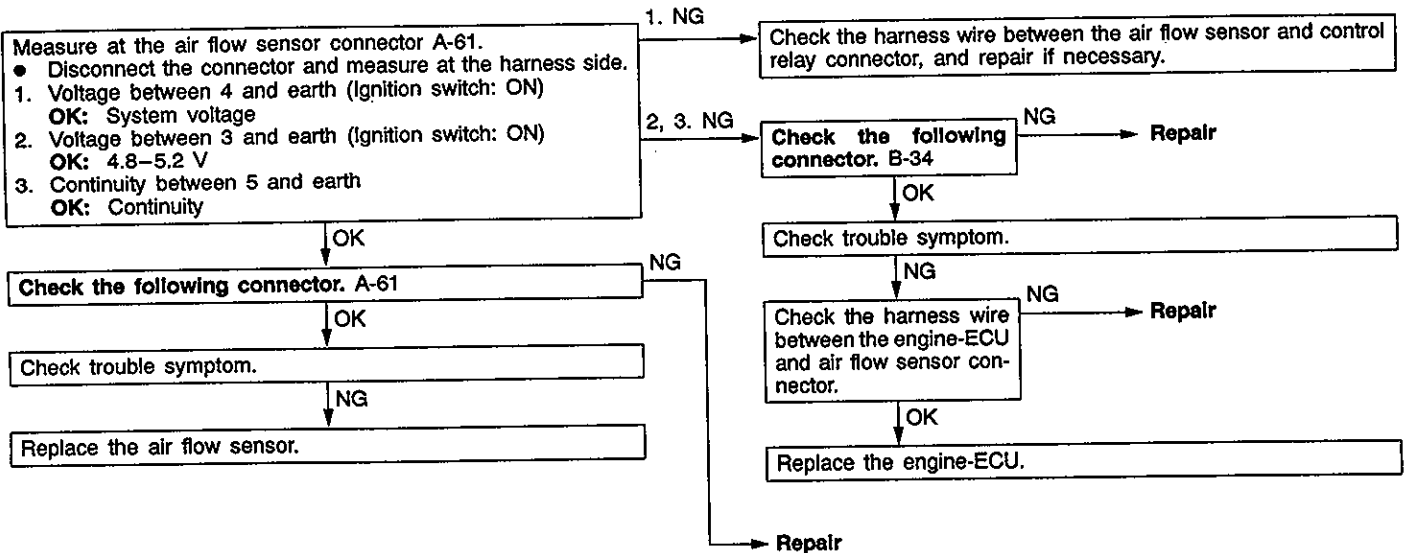 Measure at the air flow sensor connector A-61.
● Disconnect the connector and measure at the harness side.
1. Voltage between 4 and earth (Ignition switch: ON)
OK: System voltage
2. Voltage between 3 and earth (Ignition switch: ON)
OK: 4.8–5.2 V
3. Continuity between 5 and earth
OK: Continuity
1. NG
Check the harness wire between the air flow sensor and control
relay connector, and repair if necessary.
2, 3. NG
Check the following
connector. B-34
NG
Repair
OK
Check trouble symptom.
NG
Check the harness wire
between the engine-ECU
and air flow sensor con-
nector.
NG
Repair
OK
Replace the engine-ECU.
OK
Check the following connector. A-61
NG
OK
Check trouble symptom.
NG
Replace the air flow sensor.
Repair